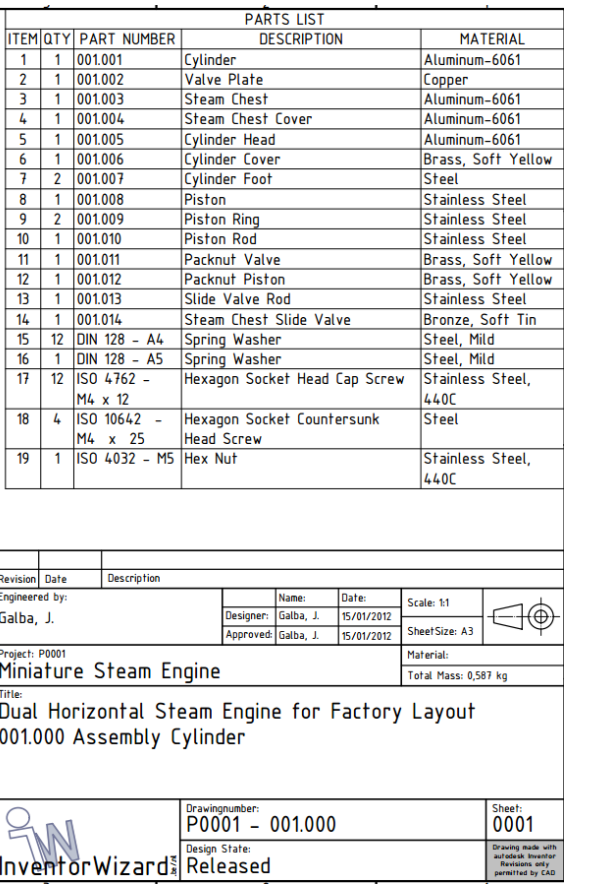 PARTS LIST
ITEM QTY PART NUMBER DESCRIPTION MATERIAL
1 1 001.001 Cylinder Aluminum-6061
2 1 001.002 Valve Plate Copper
3 1 001.003 Steam Chest Aluminum-6061
4 1 001.004 Steam Chest Cover Aluminum-6061
5 1 001.005 Cylinder Head Aluminum-6061
6 1 001.006 Cylinder Cover Brass, Soft Yellow
7 2 001.007 Cylinder Foot Steel
8 1 001.008 Piston Stainless Steel
9 2 001.009 Piston Ring Stainless Steel
10 1 001.010 Piston Rod Stainless Steel
11 1 001.011 Packnut Valve Brass, Soft Yellow
12 1 001.012 Packnut Piston Brass, Soft Yellow
13 1 001.013 Slide Valve Rod Stainless Steel
14 1 001.014 Steam Chest Slide Valve Bronze, Soft Tin
15 12 DIN 128 - A4 Spring Washer Steel, Mild
16 1 DIN 128 - A5 Spring Washer Steel, Mild
17 12 ISO 4762 - Hexagon Socket Head Cap Screw Stainless Steel,
M4 x 12 440C
18 4 ISO 10642 - Hexagon Socket Countersunk Steel
M4 x 25 Head Screw
19 1 ISO 4032 - M5 Hex Nut Stainless Steel,
440C
Revision Date Description
Engineered by: Name: Date: Scale: 1:1
Galba, J. Designer: Galba, J. 15/01/2012
Approved: Galba, J. 15/01/2012 SheetSize: A3
Project: P0001 Material:
Miniature Steam Engine Total Mass: 0,587 kg
Title:
Dual Horizontal Steam Engine for Factory Layout
001.000 Assembly Cylinder
Drawingnumber: Sheet:
P0001 - 001.000 0001
iW
Design State:
InventorWizard Released
Drawing made with
autodesk Inventor
Revisions only
permitted by CAD